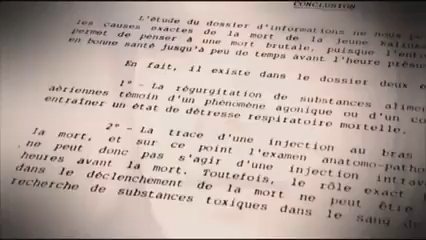 CONCLUSION
L'étude du dossier d'informations ne nous
les causes exactes de la mort de la jeune Kalinka
permet de penser à une mort brutale, puisque l'enf
en bonne santé jusqu'à peu de temps avant l'heure présu
En fait, il existe dans le dossier deux é
1° - La régurgitation de substances alimen
aériennes témoin d'un phénomène agonique ou d'un co
entraîner un état de détresse respiratoire mortelle.
2° - La trace d'une injection au bras
la mort, et sur ce point l'examen anatomo-patho
ne peut donc pas s'agir d'une injection intrav
heures avant la mort. Toutefois, le rôle exact
dans le déclenchement de la mort ne peut être
recherche de substances toxiques dans le sang